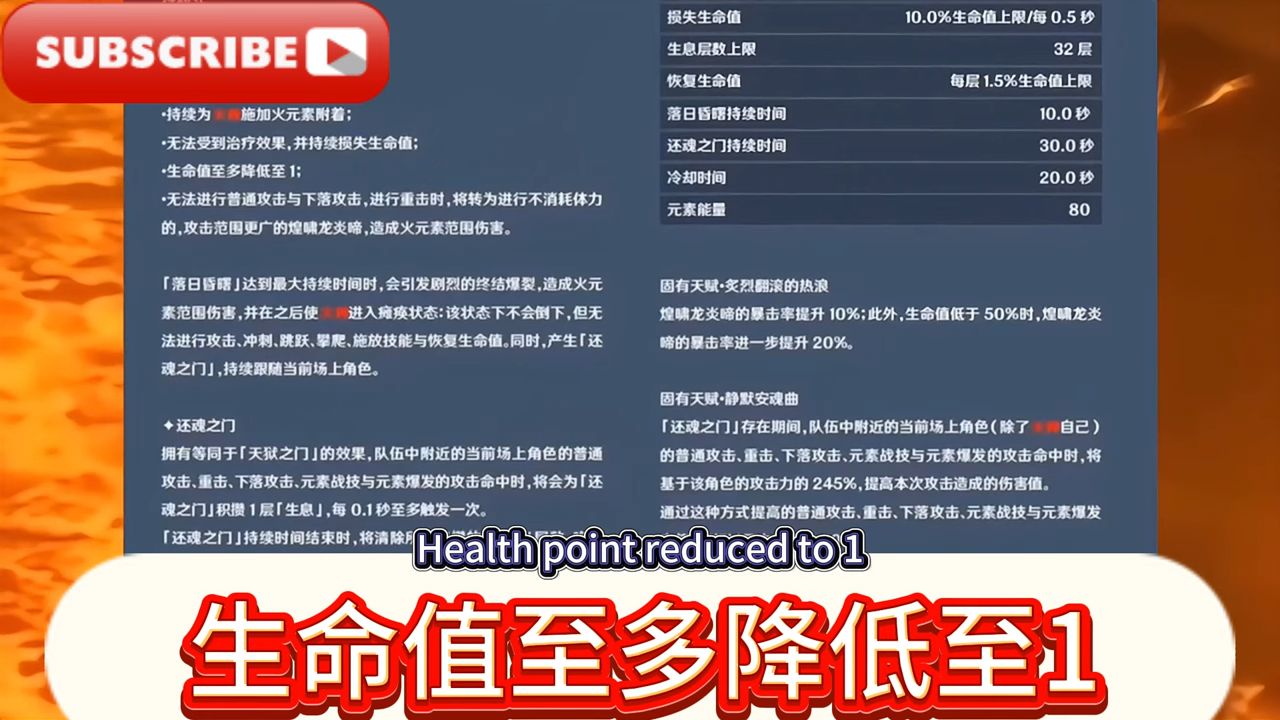 SUBSCRIBE
•持续为 施加火元素附着；
•无法受到治疗效果，并持续损失生命值；
•生命值至多降低至 1；
•无法进行普通攻击与下落攻击，进行重击时，将转为进行不消耗体力
的，攻击范围更广的煌啸龙炎啼，造成火元素范围伤害。
「落日昏曙」达到最大持续时间时，会引发剧烈的终结爆裂，造成火元
素范围伤害，并在之后使 进入瘫痪状态：该状态下不会倒下，但无
法进行攻击、冲刺、跳跃、攀爬、施放技能与恢复生命值。同时，产生「还
魂之门」，持续跟随当前场上角色。
✦还魂之门
拥有等同于「天狱之门」的效果，队伍中附近的当前场上角色的普通
攻击、重击、下落攻击、元素战技与元素爆发的攻击命中时，将会为「还
魂之门」积攒 1 层「生息」，每 0.1 秒至多触发一次。
「还魂之门」持续时间结束时，将清除
损失生命值 10.0%生命值上限/每 0.5 秒
生息层数上限 32 层
恢复生命值 每层 1.5%生命值上限
落日昏曙持续时间 10.0 秒
还魂之门持续时间 30.0 秒
冷却时间 20.0 秒
元素能量 80
固有天赋•炙烈翻滚的热浪
煌啸龙炎啼的暴击率提升 10%；此外，生命值低于 50%时，煌啸龙炎
啼的暴击率进一步提升 20%。
固有天赋•静默安魂曲
「还魂之门」存在期间，队伍中附近的当前场上角色（除了 自己）
的普通攻击、重击、下落攻击、元素战技与元素爆发的攻击命中时，将
基于该角色的攻击力的 245%，提高本次攻击造成的伤害值。
通过这种方式提高的普通攻击、重击、下落攻击、元素战技与元素爆发
Health point reduced to 1
生命值至多降低至1